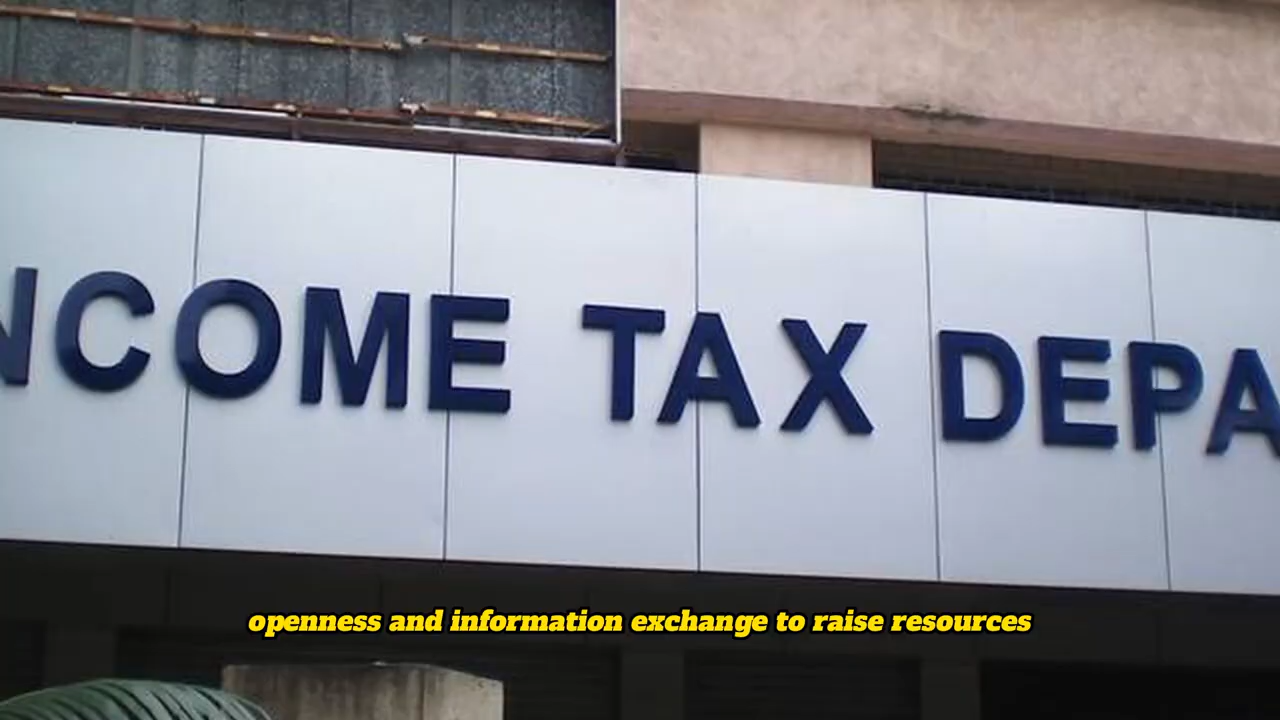 NCOME TAX DEPA
openness and information exchange to raise resources